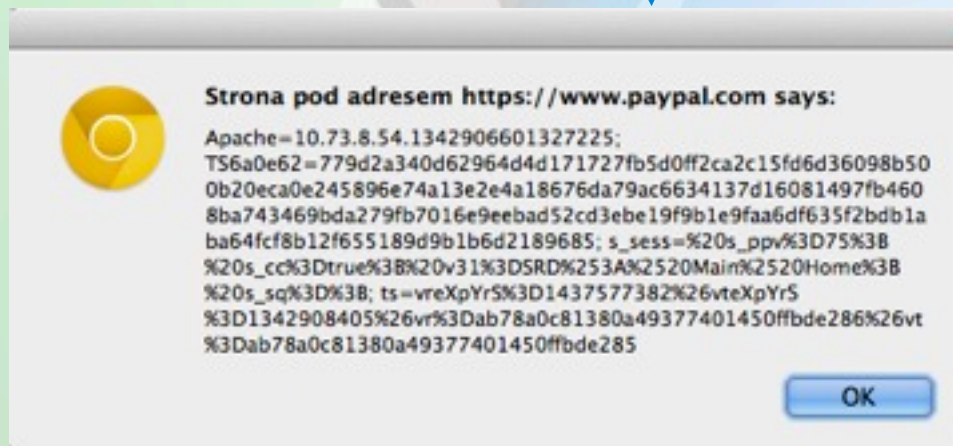 Strona pod adresem https://www.paypal.com says:
Apache=10.73.8.54.1342906601327225;
TS6a0e62=779d2a340d62964d4d171727fb5d0ff2ca2c15fd6d36098b50
0b20eca0e245896e74a13e2e4a18676da79ac6634137d16081497fb460
8ba743469bda279fb7016e9eebad52cd3ebe19f9b1e9faa6df635f2bdb1a
ba64fcf8b12f655189d9b1b6d2189685; s_sess=%20s_ppv%3D75%3B
%20s_cc%3Dtrue%3B%20v31%3DSRD%253A%2520Main%2520Home%3B
%20s_sq%3D%3B; ts=vreXpYrS%3D1437577382%26vteXpYrS
%3D1342908405%26vr%3Dab78a0c81380a49377401450ffbde286%26vt
%3Dab78a0c81380a49377401450ffbde285
OK